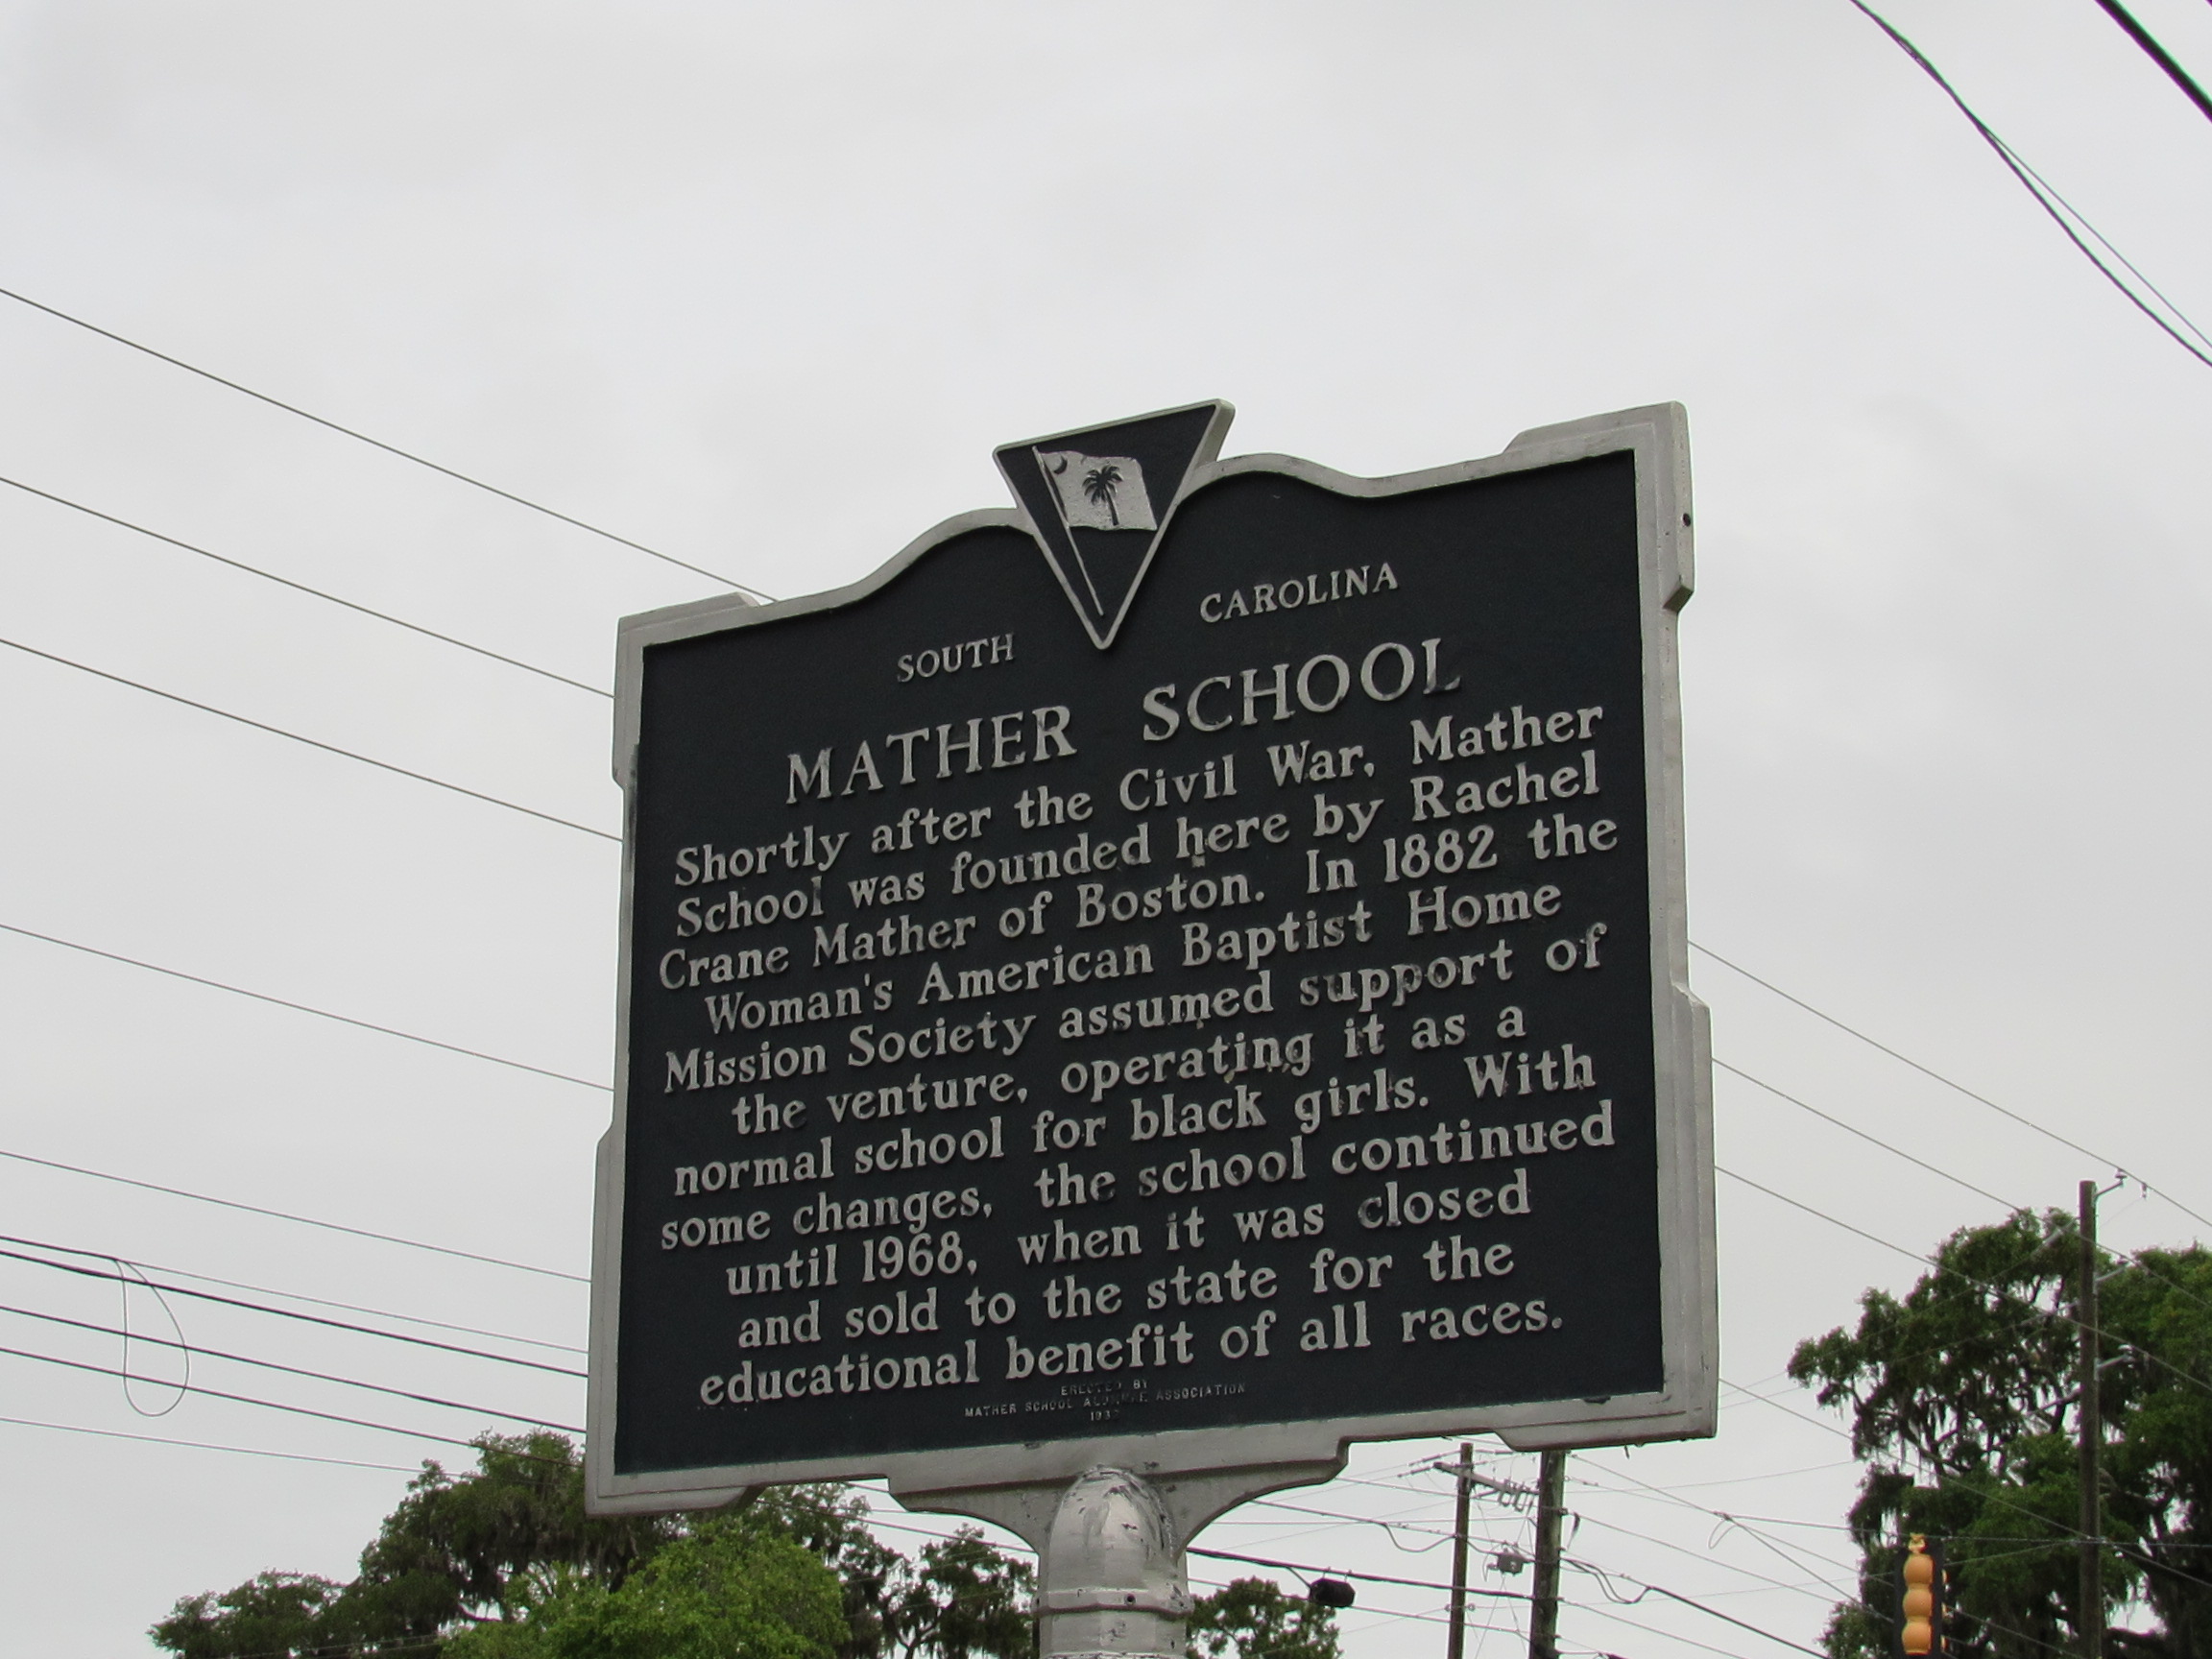 SOUTH CAROLINA
MATHER SCHOOL
Shortly after the Civil War, Mather
School was founded here by Rachel
Crane Mather of Boston. In 1882 the
Woman's American Baptist Home
Mission Society assumed support of
the venture, operating it as a
normal school for black girls. With
some changes, the school continued
until 1968, when it was closed
and sold to the state for the
educational benefit of all races.
ERECTED BY
MATHER SCHOOL ASSOCIATION